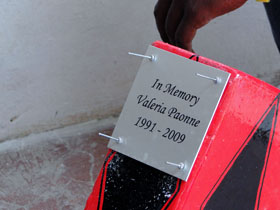 In Memory
Valeria Paonne
1991 - 2009